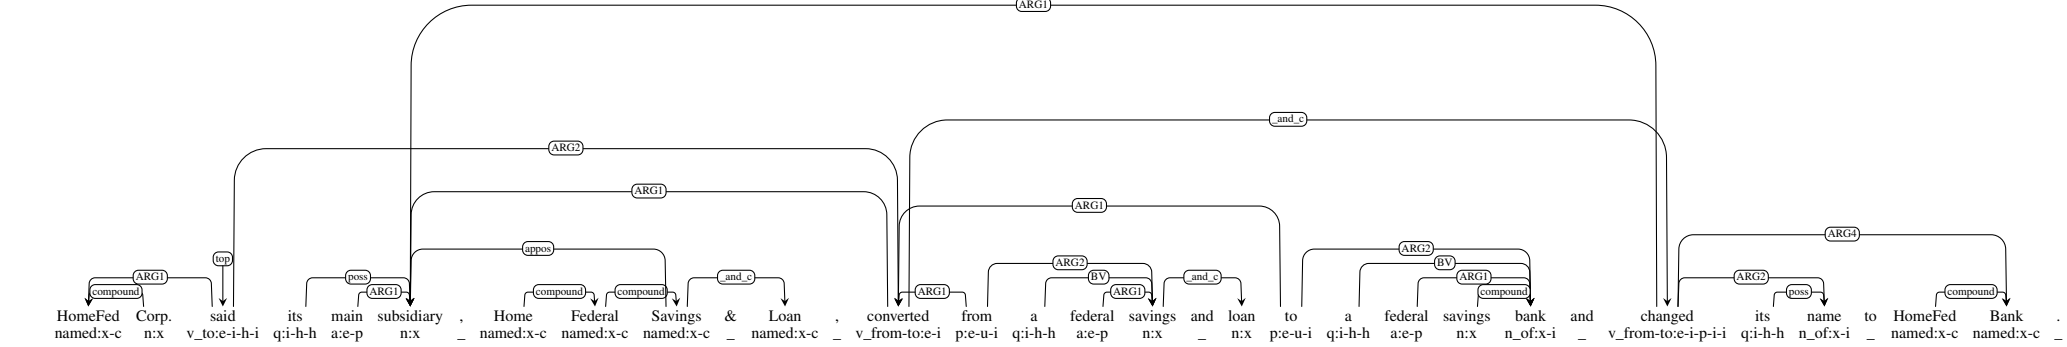 ARG1
_and_c
ARG2
ARG1
ARG1
ARG4
appos ARG2 BV
top ARG2
ARG1 poss _and_c BV _and_c ARG1 ARG2
compound ARG1 compound compound ARG1 ARG1 compound poss compound
HomeFed Corp. said its main subsidiary , Home Federal Savings & Loan , converted from a federal savings and loan to a federal savings bank and changed its name to HomeFed Bank .
named:x-c n:x v_to:e-i-h-i q:i-h-h a:e-p n:x _ named:x-c named:x-c named:x-c _ named:x-c _ v_from-to:e-i p:e-u-i q:i-h-h a:e-p n:x _ n:x p:e-u-i q:i-h-h a:e-p n:x n_of:x-i _ v_from-to:e-i-p-i-i q:i-h-h n_of:x-i _ named:x-c named:x-c _